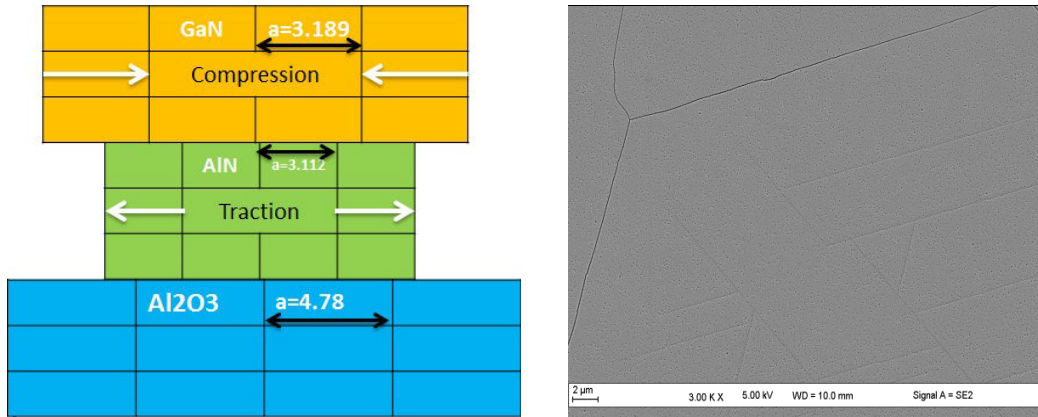 GaN a=3.189
Compression
AlN a=3.112
Traction
Al2O3 a=4.78
2 µm 3.00 K X 5.00 kV WD = 10.0 mm Signal A = SE2